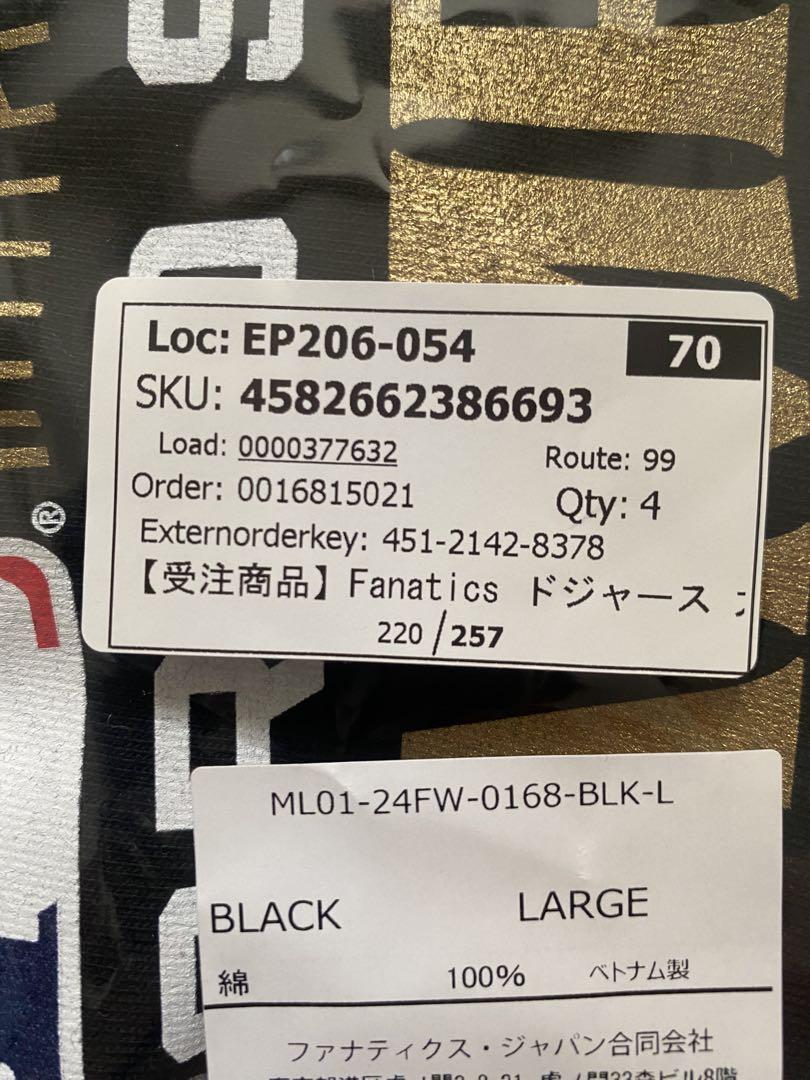 Loc: EP206-054
70
SKU: 4582662386693
Load: 0000377632
Route: 99
Order: 0016815021
Qty: 4
Externorderkey: 451-2142-8378
【受注商品】Fanatics ドジャース
220/257
®
ML01-24FW-0168-BLK-L
BLACK LARGE
綿 100% ベトナム製
ファナティクス・ジャパン合同会社